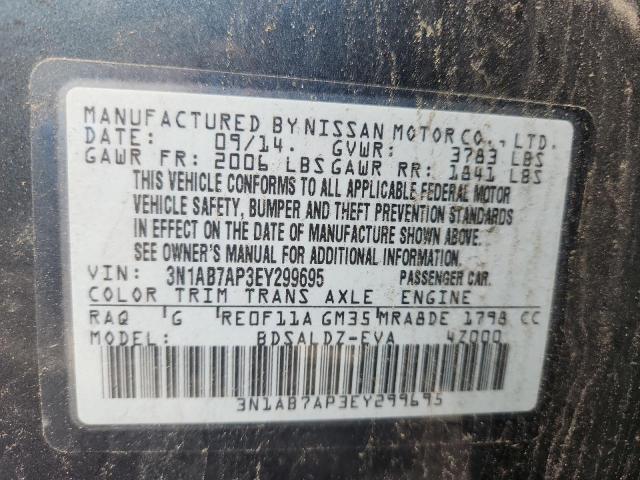 MANUFACTURED BY NISSAN MOTOR CO., LTD.
DATE: 09/14. GVWR: 3783 LBS
GAWR FR: 2006 LBS GAWR RR: 1841 LBS
THIS VEHICLE CONFORMS TO ALL APPLICABLE FEDERAL MOTOR
VEHICLE SAFETY, BUMPER AND THEFT PREVENTION STANDARDS
IN EFFECT ON THE DATE OF MANUFACTURE SHOWN ABOVE.
SEE OWNER'S MANUAL FOR ADDITIONAL INFORMATION.
VIN: 3N1AB7AP3EY299695 PASSENGER CAR.
COLOR TRIM TRANS AXLE ENGINE
RAQ G RE0F11A GM35 MRA8DE 1798 CC
MODEL: BDSALDZ-EVA 4Z000
3N1AB7AP3EY299695